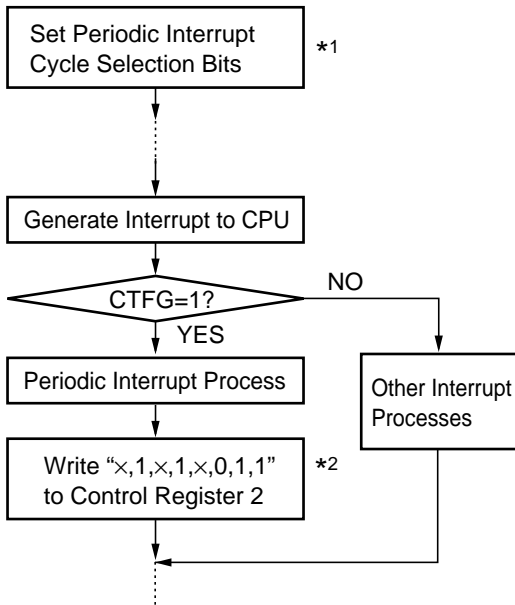 Set Periodic Interrupt
Cycle Selection Bits
*1
Generate Interrupt to CPU
CTFG=1?
NO
YES
Periodic Interrupt Process
Other Interrupt
Processes
Write “×,1,×,1,×,0,1,1”
to Control Register 2
*2